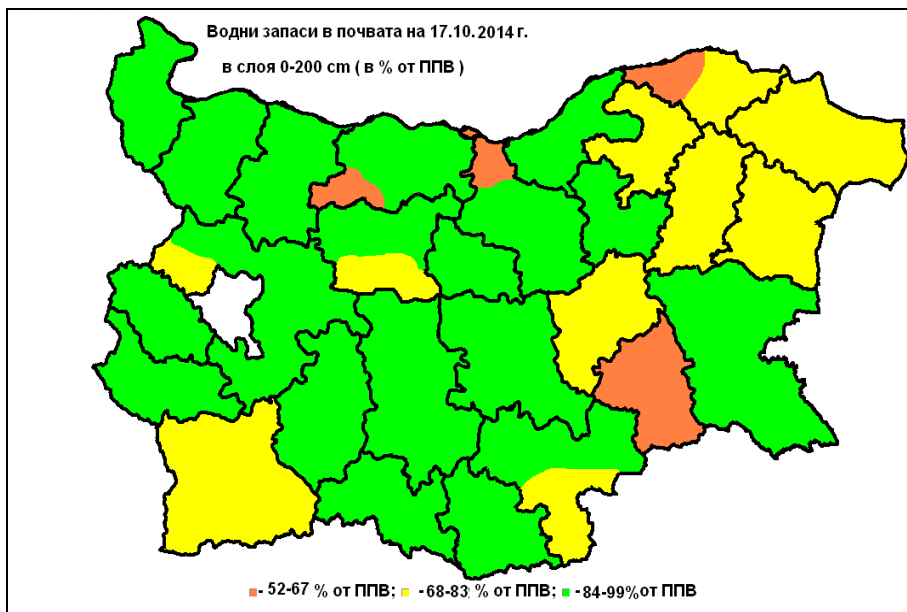 Водни запаси в почвата на 17.10.2014 г.
в слоя 0-200 cm ( в % от ППВ )
- 52-67 % от ППВ; - 68-83 % от ППВ; - 84-99% от ППВ